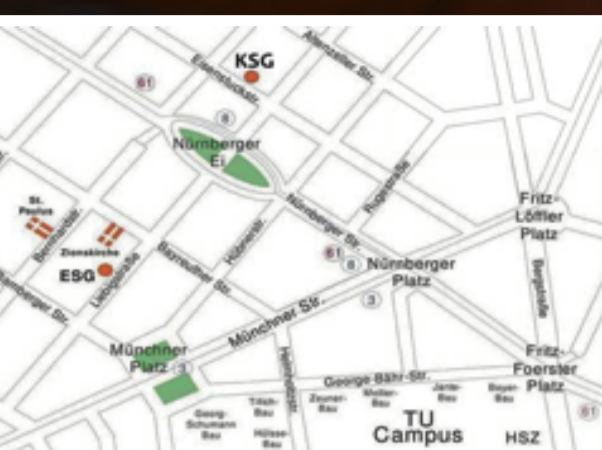 KSG
Altenzeller Str.
Eisenstuckstr.
61
8
Nürnberger
Ei
Rugestraße
St.
Paulus
Fritz-
Löffler
Platz
Bernhardstr.
Zionskirche
ESG
Liebigstraße
Hübnerstr.
Nürnberger Str.
Bayreuther Str.
61
8
Nürnberger
Platz
3
Bamberger Str.
Bergstraße
Münchner Str.
Münchner
Platz
3
Fritz-
Foerster
Platz
Helmholtzstr.
George-Bähr-Str.
Georg-
Schumann
Bau
Tillich-
Bau
Hülsse-
Bau
Zeuner-
Bau
Mollier-
Bau
Jante-
Bau
Beyer-
Bau
61
TU
Campus
HSZ